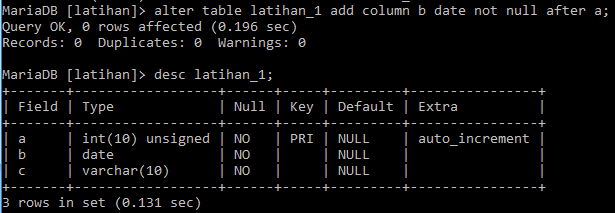 MariaDB [latihan]> alter table latihan_1 add column b date not null after a;
Query OK, 0 rows affected (0.196 sec)
Records: 0  Duplicates: 0  Warnings: 0

MariaDB [latihan]> desc latihan_1;
+-------+------------------+------+-----+---------+----------------+
| Field | Type             | Null | Key | Default | Extra          |
+-------+------------------+------+-----+---------+----------------+
| a     | int(10) unsigned | NO   | PRI | NULL    | auto_increment |
| b     | date             | NO   |     | NULL    |                |
| c     | varchar(10)      | NO   |     | NULL    |                |
+-------+------------------+------+-----+---------+----------------+
3 rows in set (0.131 sec)